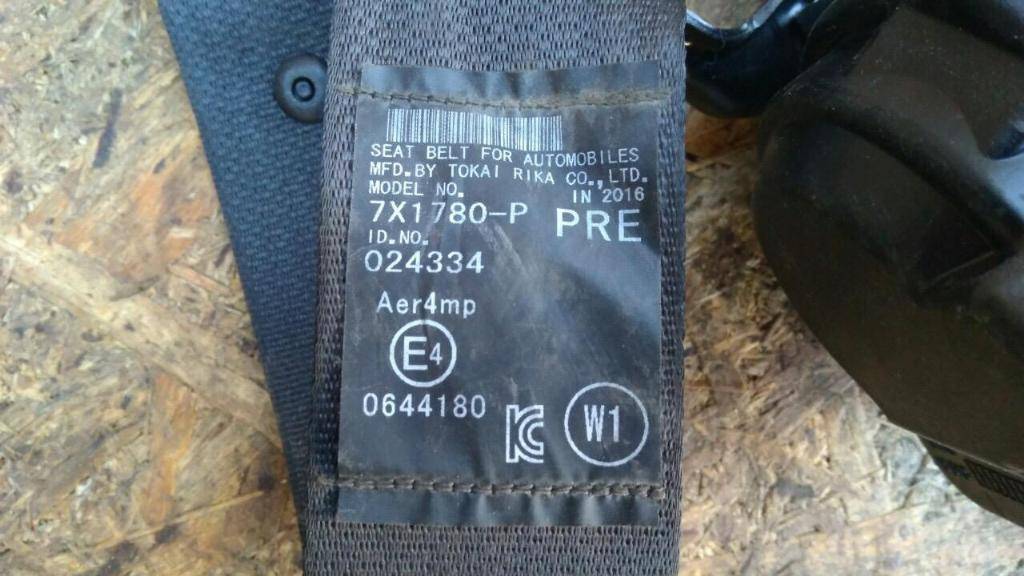 SEAT BELT FOR AUTOMOBILES
MFD.BY TOKAI RIKA CO.,LTD.
MODEL NO. IN 2016
7X1780-P PRE
ID.NO.
024334
Aer4mp
E4
0644180
KC W1